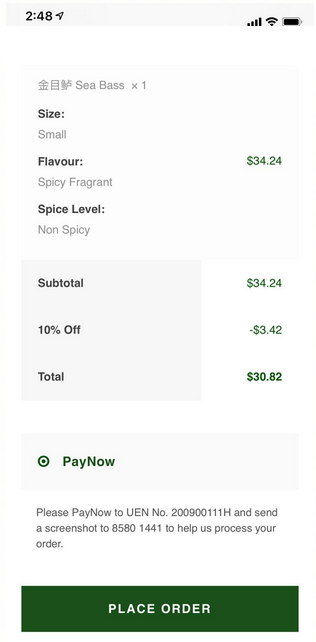 2:48
金目鲈 Sea Bass × 1
Size:
Small
Flavour:
$34.24
Spicy Fragrant
Spice Level:
Non Spicy
Subtotal
$34.24
10% Off
-$3.42
Total
$30.82
PayNow
Please PayNow to UEN No. 200900111H and send
a screenshot to 8580 1441 to help us process your
order.
PLACE ORDER